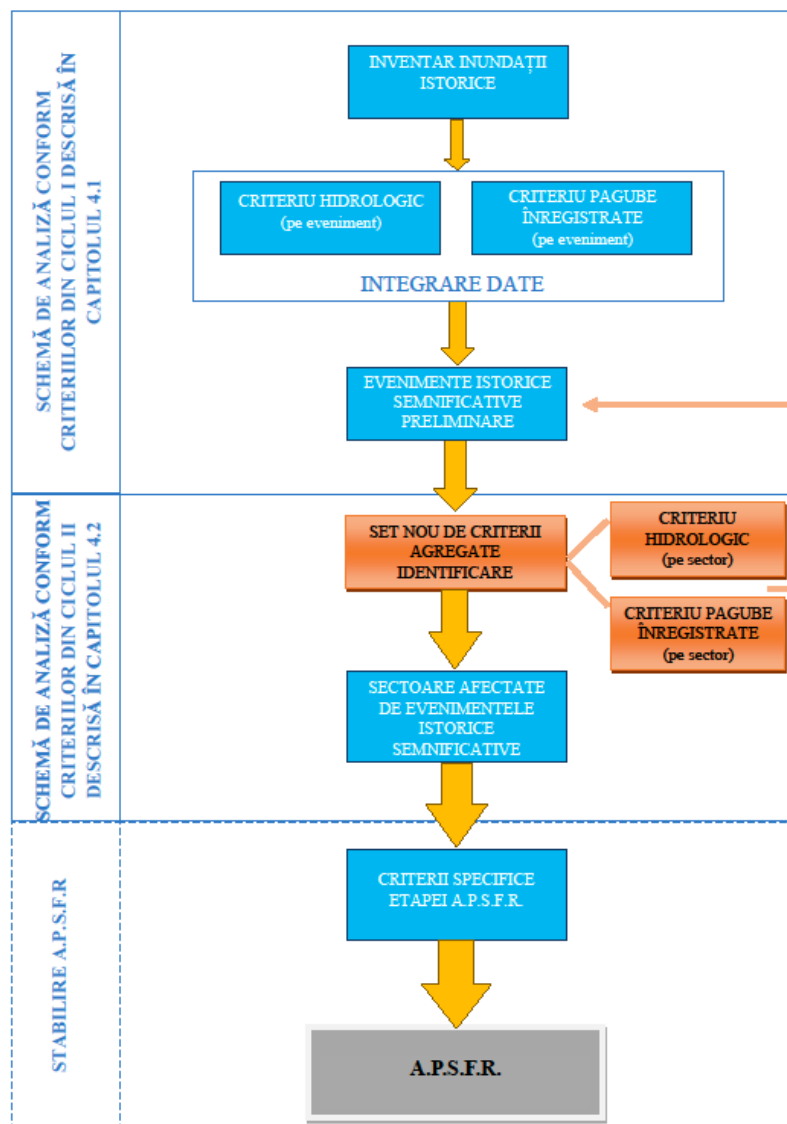 SCHEMĂ DE ANALIZĂ CONFORM
CRITERIILOR DIN CICLUL I DESCRISĂ ÎN
CAPITOLUL 4.1
INVENTAR INUNDAȚII
ISTORICE
CRITERIU HIDROLOGIC
(pe eveniment)
CRITERIU PAGUBE
ÎNREGISTRATE
(pe eveniment)
INTEGRARE DATE
EVENIMENTE ISTORICE
SEMNIFICATIVE
PRELIMINARE
SCHEMĂ DE ANALIZĂ CONFORM
CRITERIILOR DIN CICLUL II
DESCRISĂ ÎN CAPITOLUL 4.2
SET NOU DE CRITERII
AGREGATE
IDENTIFICARE
CRITERIU
HIDROLOGIC
(pe sector)
CRITERIU PAGUBE
ÎNREGISTRATE
(pe sector)
SECTOARE AFECTATE
DE EVENIMENTELE
ISTORICE
SEMNIFICATIVE
STABILIRE A.P.S.F.R
CRITERII SPECIFICE
ETAPEI A.P.S.F.R.
A.P.S.F.R.